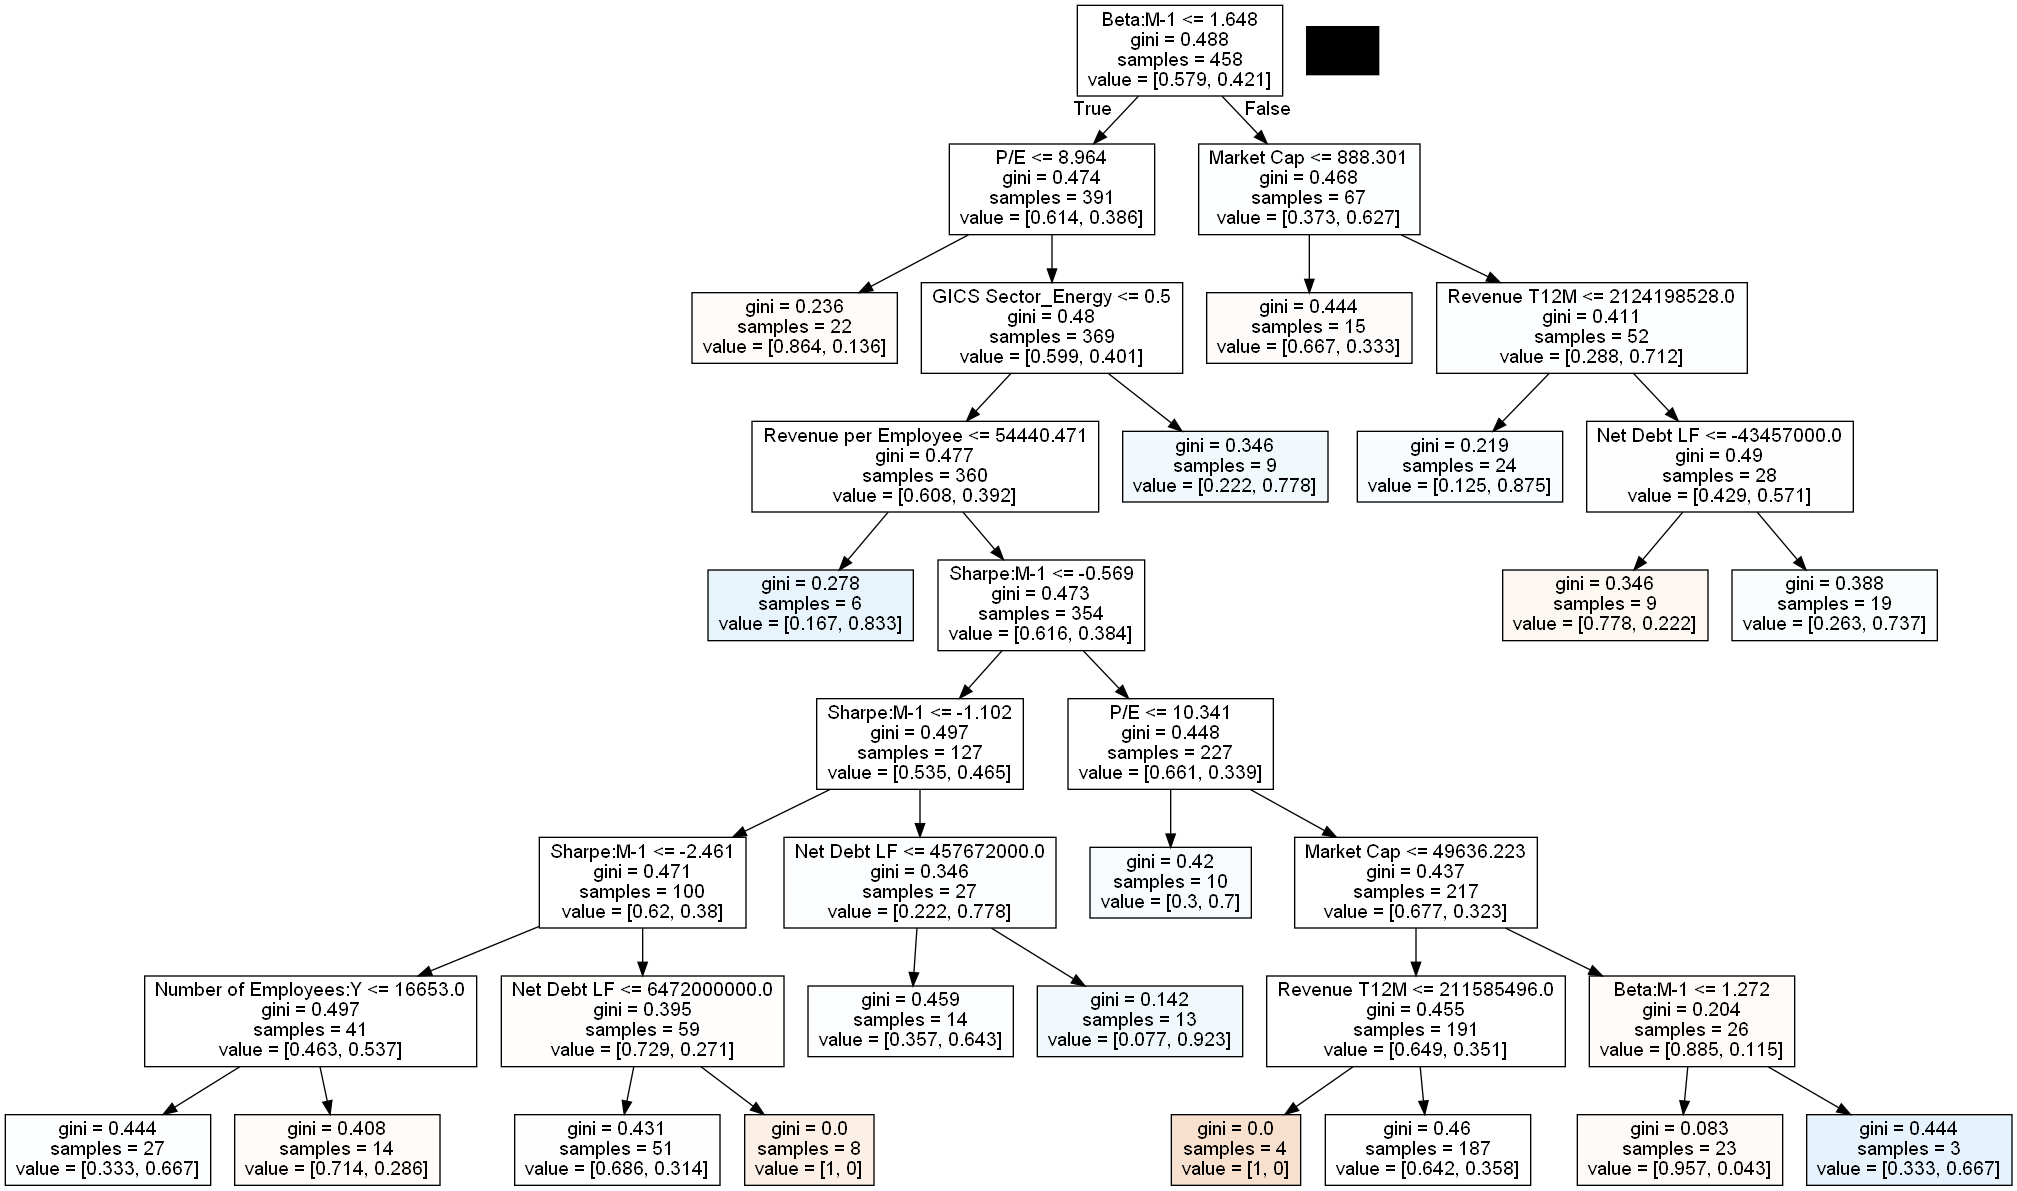 Beta:M-1 <= 1.648
gini = 0.488
samples = 458
value = [0.579, 0.421]
True
False
P/E <= 8.964
gini = 0.474
samples = 391
value = [0.614, 0.386]
Market Cap <= 888.301
gini = 0.468
samples = 67
value = [0.373, 0.627]
gini = 0.236
samples = 22
value = [0.864, 0.136]
GICS Sector_Energy <= 0.5
gini = 0.48
samples = 369
value = [0.599, 0.401]
gini = 0.444
samples = 15
value = [0.667, 0.333]
Revenue T12M <= 2124198528.0
gini = 0.411
samples = 52
value = [0.288, 0.712]
Revenue per Employee <= 54440.471
gini = 0.477
samples = 360
value = [0.608, 0.392]
gini = 0.346
samples = 9
value = [0.222, 0.778]
gini = 0.219
samples = 24
value = [0.125, 0.875]
Net Debt LF <= -43457000.0
gini = 0.49
samples = 28
value = [0.429, 0.571]
gini = 0.278
samples = 6
value = [0.167, 0.833]
Sharpe:M-1 <= -0.569
gini = 0.473
samples = 354
value = [0.616, 0.384]
gini = 0.346
samples = 9
value = [0.778, 0.222]
gini = 0.388
samples = 19
value = [0.263, 0.737]
Sharpe:M-1 <= -1.102
gini = 0.497
samples = 127
value = [0.535, 0.465]
P/E <= 10.341
gini = 0.448
samples = 227
value = [0.661, 0.339]
Sharpe:M-1 <= -2.461
gini = 0.471
samples = 100
value = [0.62, 0.38]
Net Debt LF <= 457672000.0
gini = 0.346
samples = 27
value = [0.222, 0.778]
gini = 0.42
samples = 10
value = [0.3, 0.7]
Market Cap <= 49636.223
gini = 0.437
samples = 217
value = [0.677, 0.323]
Number of Employees:Y <= 16653.0
gini = 0.497
samples = 41
value = [0.463, 0.537]
Net Debt LF <= 6472000000.0
gini = 0.395
samples = 59
value = [0.729, 0.271]
gini = 0.459
samples = 14
value = [0.357, 0.643]
gini = 0.142
samples = 13
value = [0.077, 0.923]
Revenue T12M <= 211585496.0
gini = 0.455
samples = 191
value = [0.649, 0.351]
Beta:M-1 <= 1.272
gini = 0.204
samples = 26
value = [0.885, 0.115]
gini = 0.444
samples = 27
value = [0.333, 0.667]
gini = 0.408
samples = 14
value = [0.714, 0.286]
gini = 0.431
samples = 51
value = [0.686, 0.314]
gini = 0.0
samples = 8
value = [1, 0]
gini = 0.0
samples = 4
value = [1, 0]
gini = 0.46
samples = 187
value = [0.642, 0.358]
gini = 0.083
samples = 23
value = [0.957, 0.043]
gini = 0.444
samples = 3
value = [0.333, 0.667]